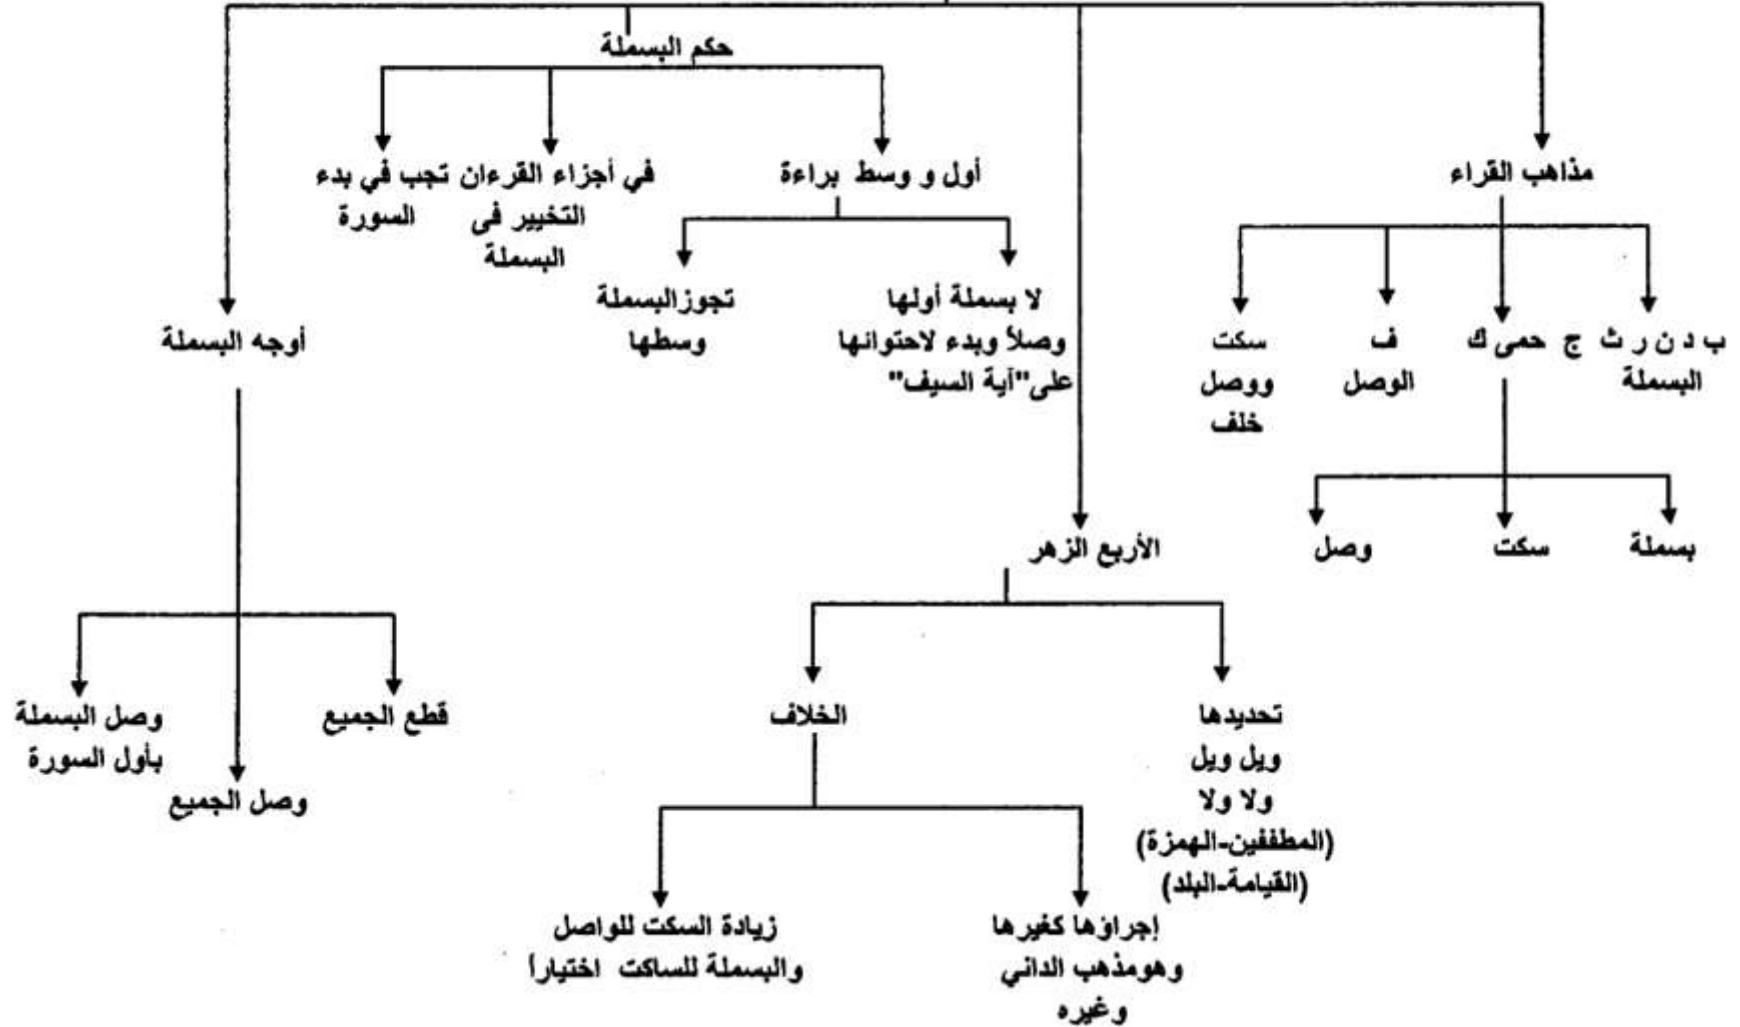 حكم البسملة
مذاهب القراء
أول و وسط براءة
في أجزاء القرءان
التخيير فى
البسملة
تجب في بدء
السورة
ب د ن ر ث
البسملة
ج حمى ك
ف
الوصل
سكت
ووصل
خلف
لا بسملة أولها
وصلاً وبدء لاحتوانها
على"آية السيف"
تجوزالبسملة
وسطها
أوجه البسملة
بسملة
سكت
وصل
الأربع الزهر
تحديدها
ويل ويل
ولا ولا
(المطففين-الهمزة)
(القيامة-البلد)
الخلاف
إجراؤها كغيرها
وهومذهب الداني
وغيره
زيادة السكت للواصل
والبسملة للساكت اختياراً
قطع الجميع
وصل الجميع
وصل البسملة
بأول السورة